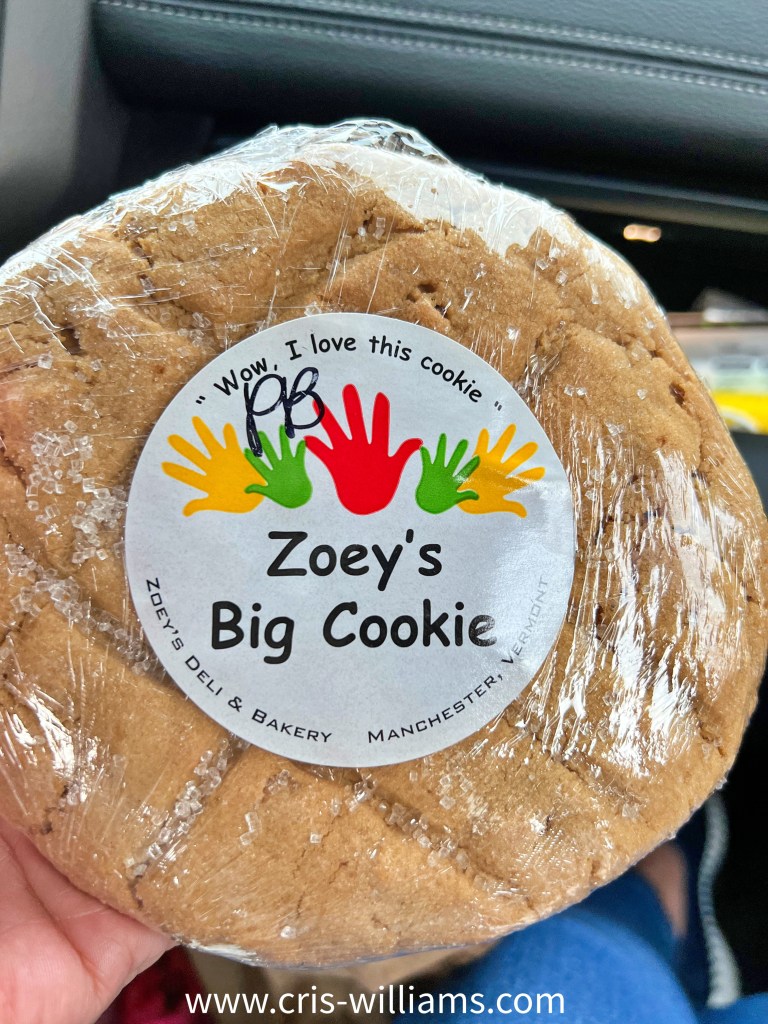 " Wow, I love this cookie "
PB
Zoey's
Big Cookie
Zoey's Deli & Bakery Manchester, Vermont
www.cris-williams.com